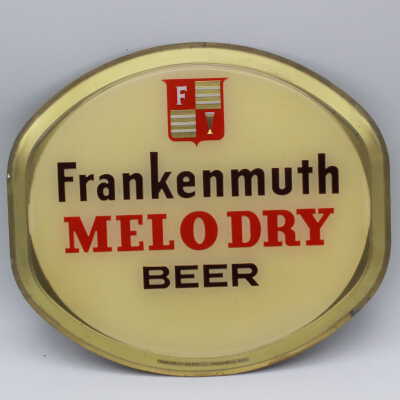 F
Frankenmuth
MELO DRY
BEER